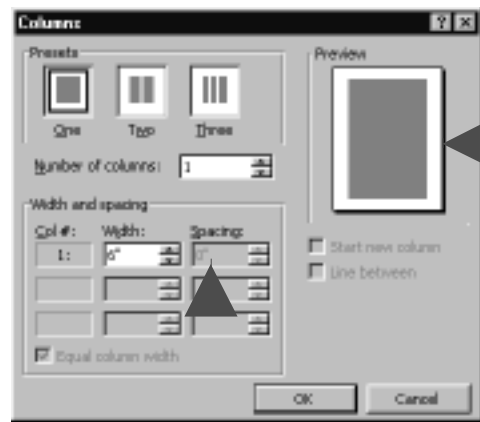 Columns
Presets
One Two Three
Number of columns: 1
Width and spacing
Col #: Width: Spacing:
1: 6" 0"
Equal column width
Preview
Start new column
Line between
OK Cancel